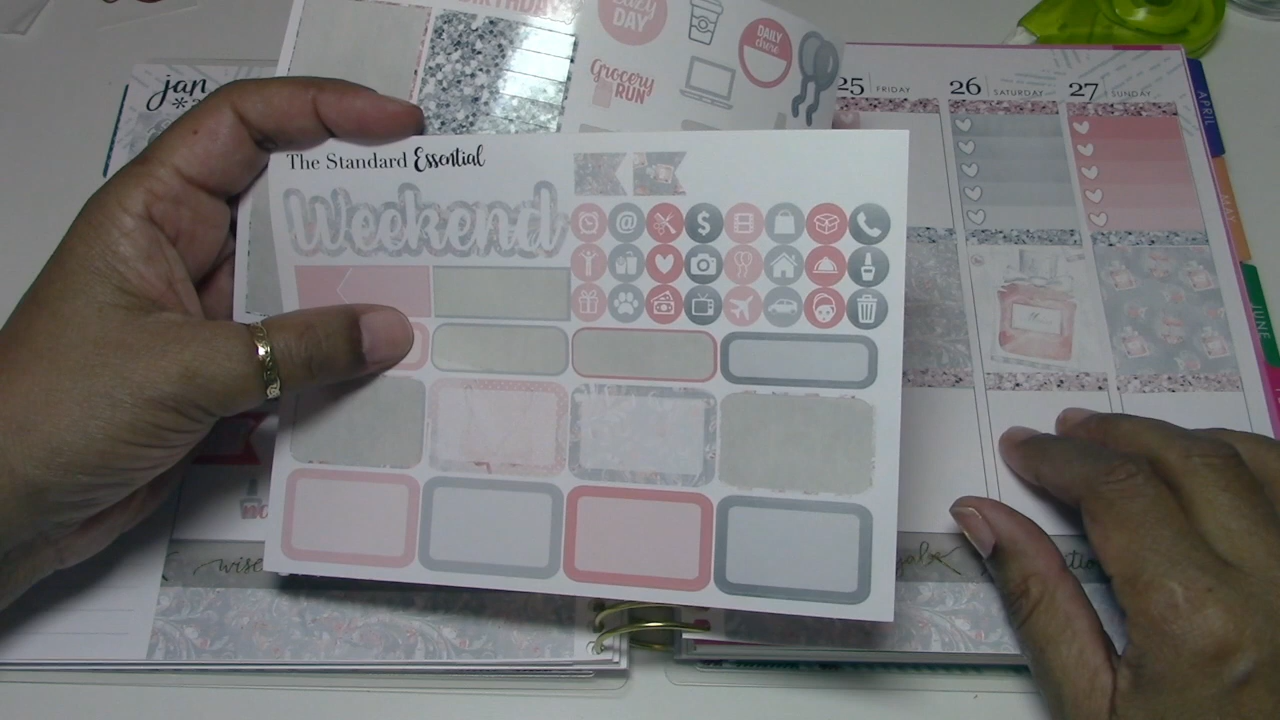 BIRTHDAY
LAZY
DAY
DAILY
chore
Grocery
RUN
jan
25 FRIDAY
26 SATURDAY
27 SUNDAY
APRIL
MAY
JUNE
The Standard Essential
Weekend
@
$
wise